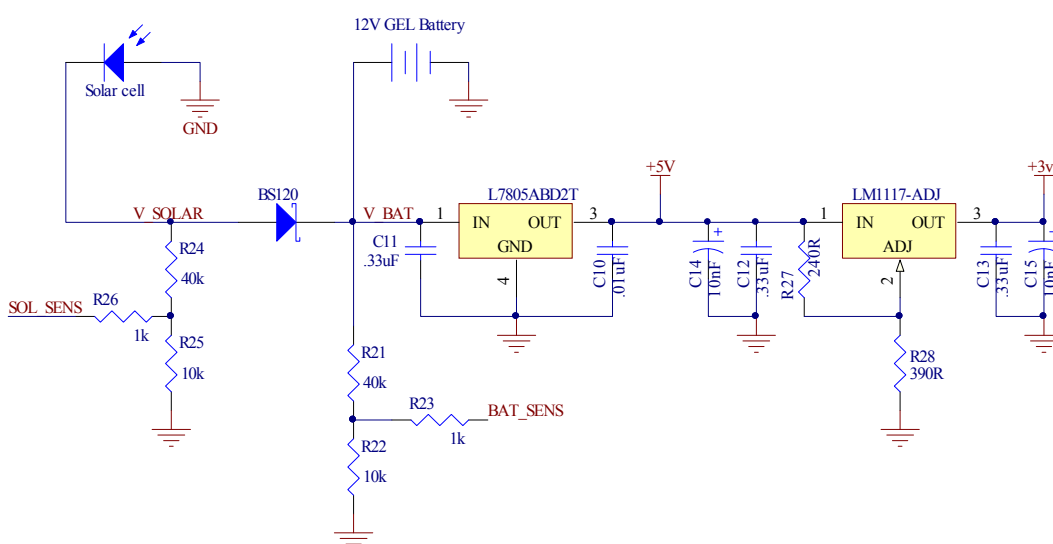 12V GEL Battery
Solar cell
GND
BS120
V_SOLAR
V_BAT
L7805ABD2T
+5V
LM1117-ADJ
+3v
1
IN
OUT
3
GND
4
C11
.33uF
C10
.01uF
C14
+
10nF
C12
.33uF
R27
240R
1
IN
OUT
3
ADJ
2
C13
.33uF
C15
10nF
R24
40k
SOL_SENS
R26
1k
R25
10k
R21
40k
R23
1k
BAT_SENS
R22
10k
R28
390R